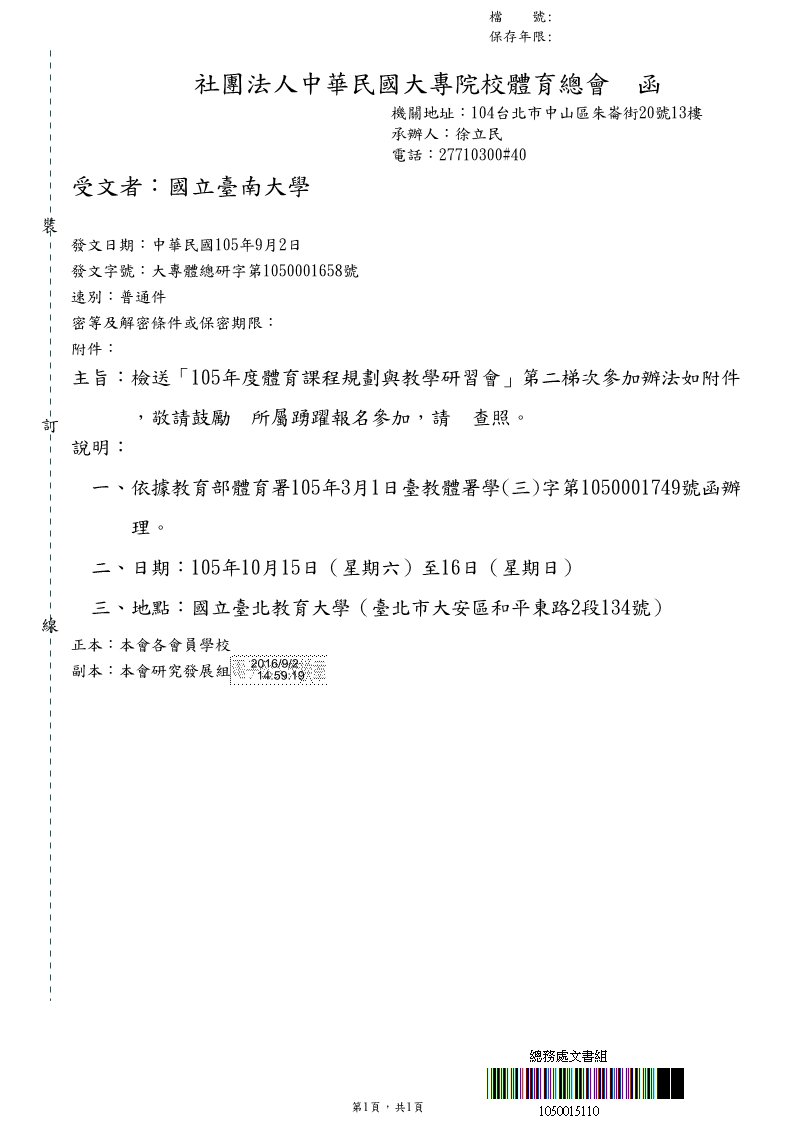 檔　　號:
保存年限:
社團法人中華民國大專院校體育總會　函
機關地址：104台北市中山區朱崙街20號13樓
承辦人：徐立民
電話：27710300#40
受文者：國立臺南大學
發文日期：中華民國105年9月2日
發文字號：大專體總研字第1050001658號
速別：普通件
密等及解密條件或保密期限：
附件：
主旨：檢送「105年度體育課程規劃與教學研習會」第二梯次參加辦法如附件
，敬請鼓勵　所屬踴躍報名參加，請　查照。
說明：
一、依據教育部體育署105年3月1日臺教體署學(三)字第1050001749號函辦
理。
二、日期：105年10月15日（星期六）至16日（星期日）
三、地點：國立臺北教育大學（臺北市大安區和平東路2段134號）
正本：本會各會員學校
副本：本會研究發展組
2016/9/2
14:59:19
裝
訂
線
總務處文書組
1050015110
第1頁，共1頁